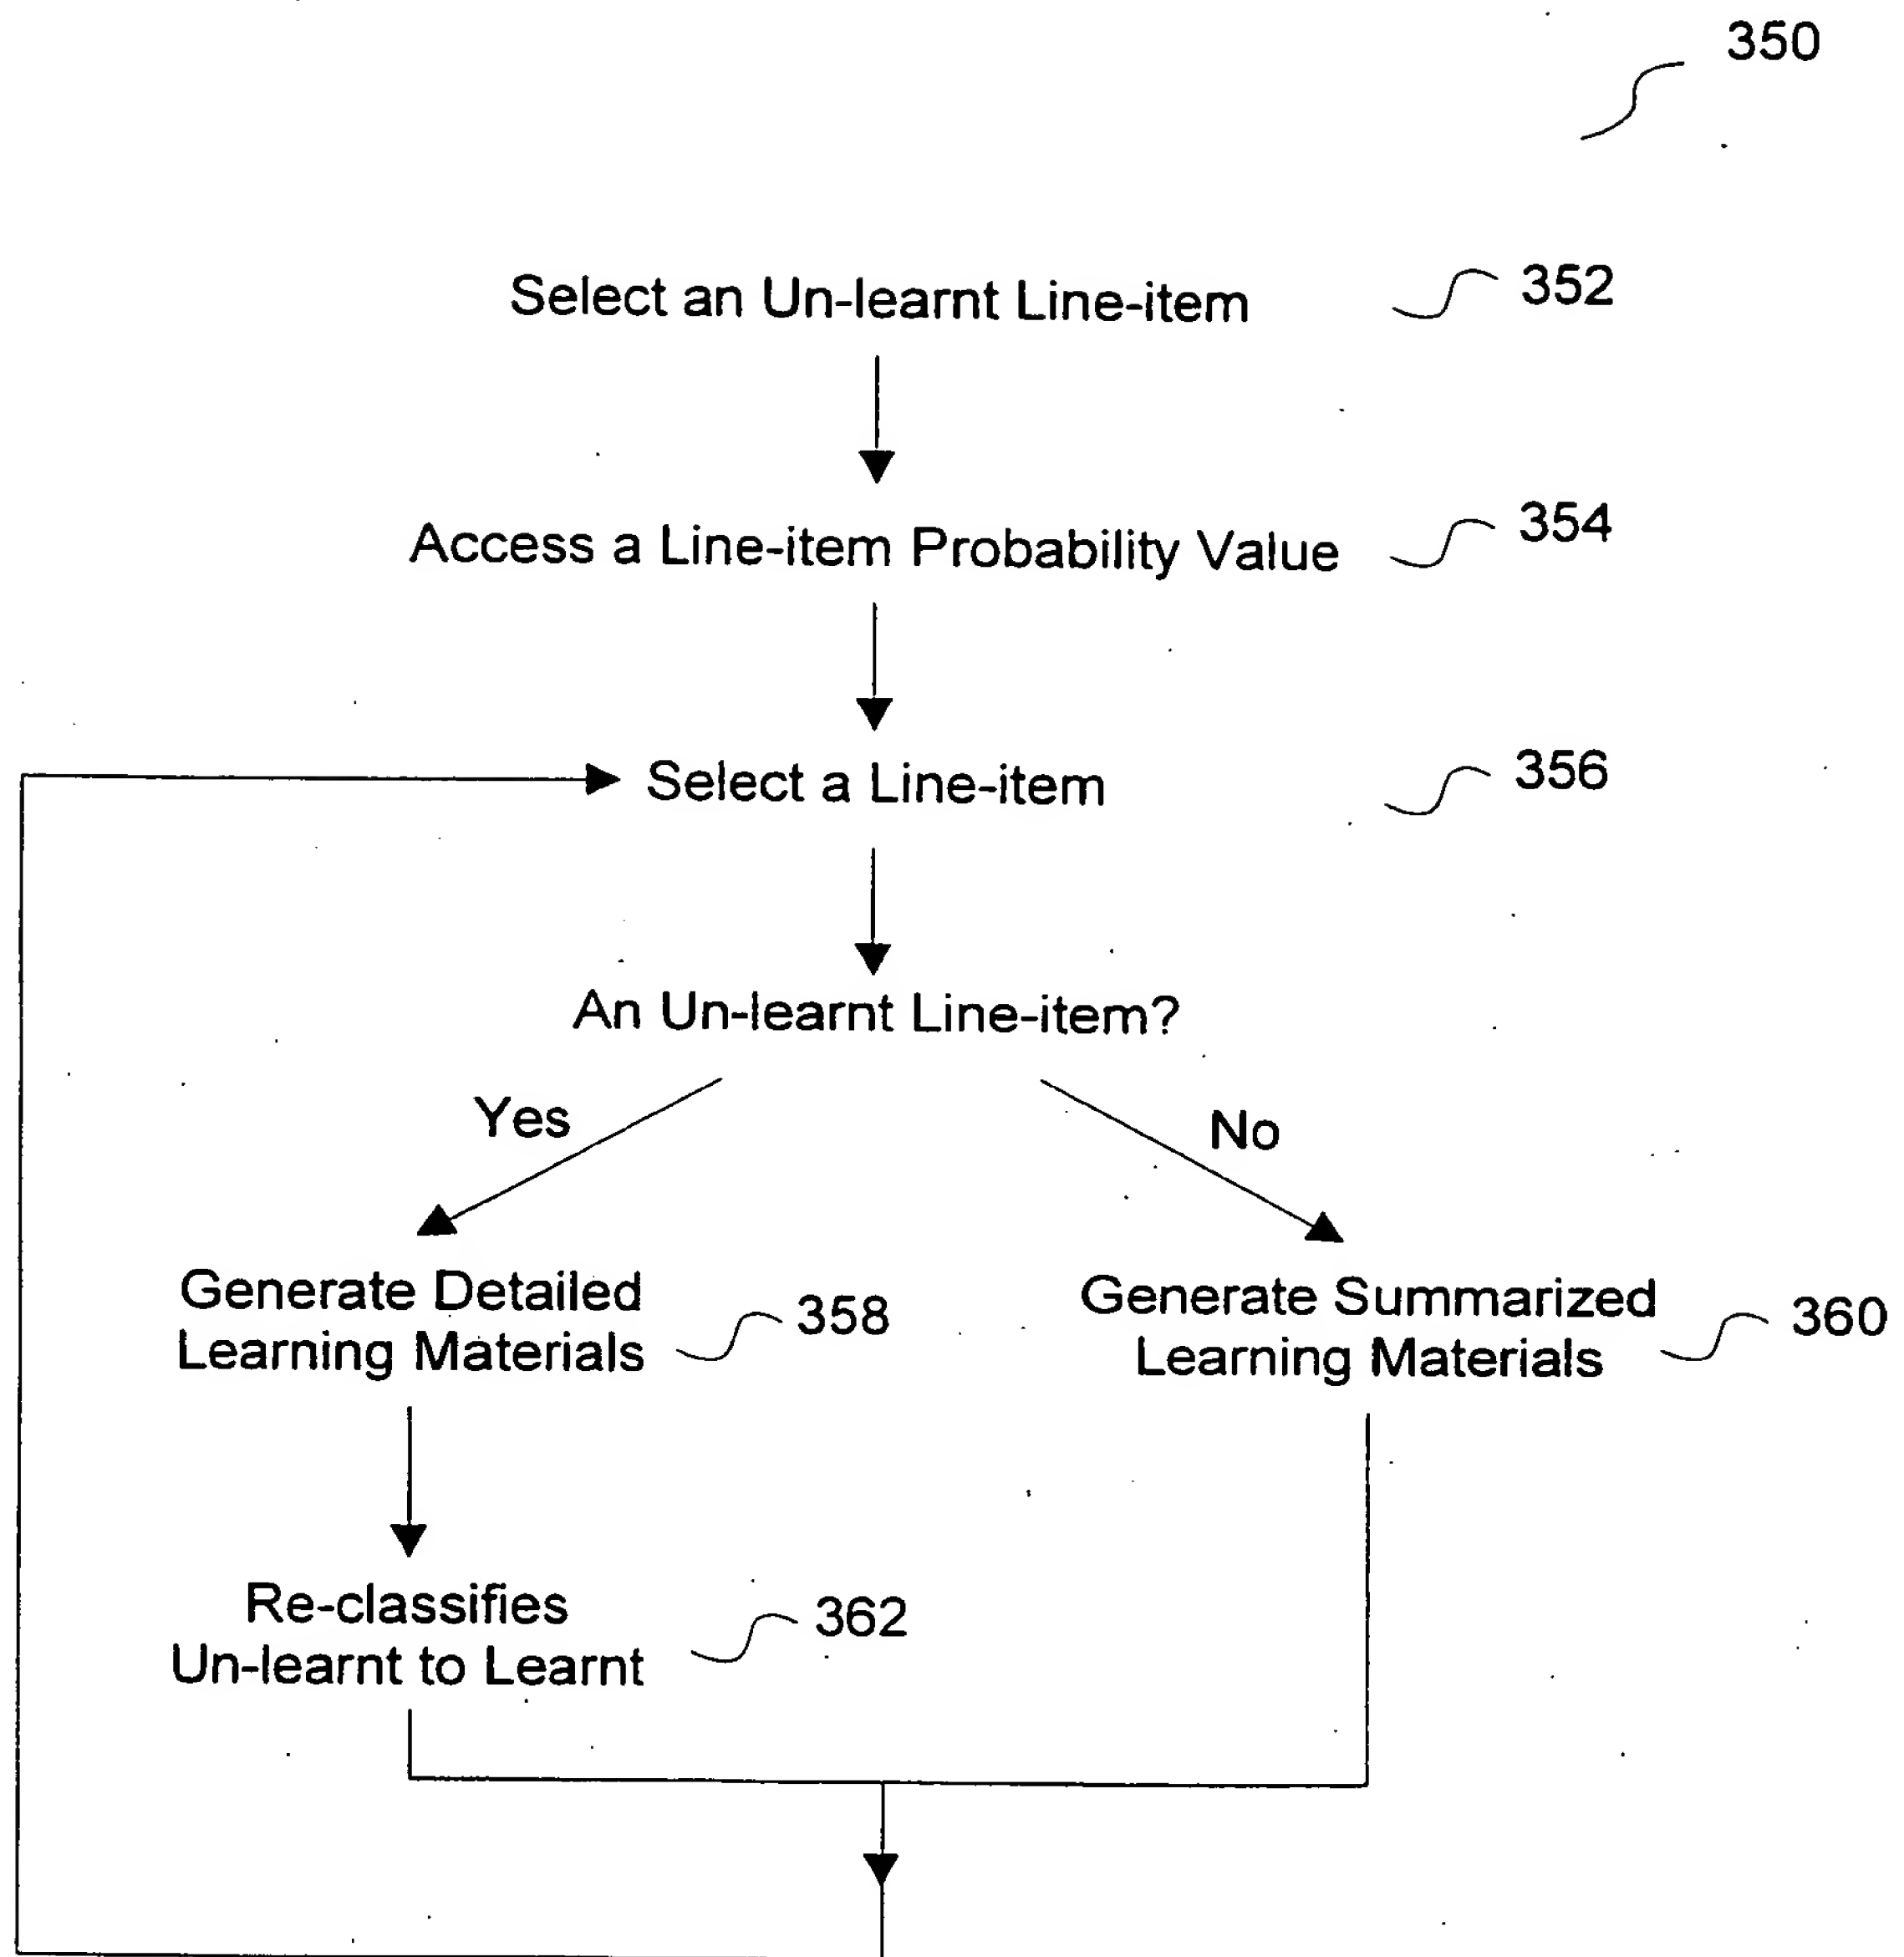 350
Select an Un-learnt Line-item
352
Access a Line-item Probability Value
354
Select a Line-item
356
An Un-learnt Line-item?
Yes
No
Generate Detailed
Learning Materials
358
Generate Summarized
Learning Materials
360
Re-classifies
Un-learnt to Learnt
362